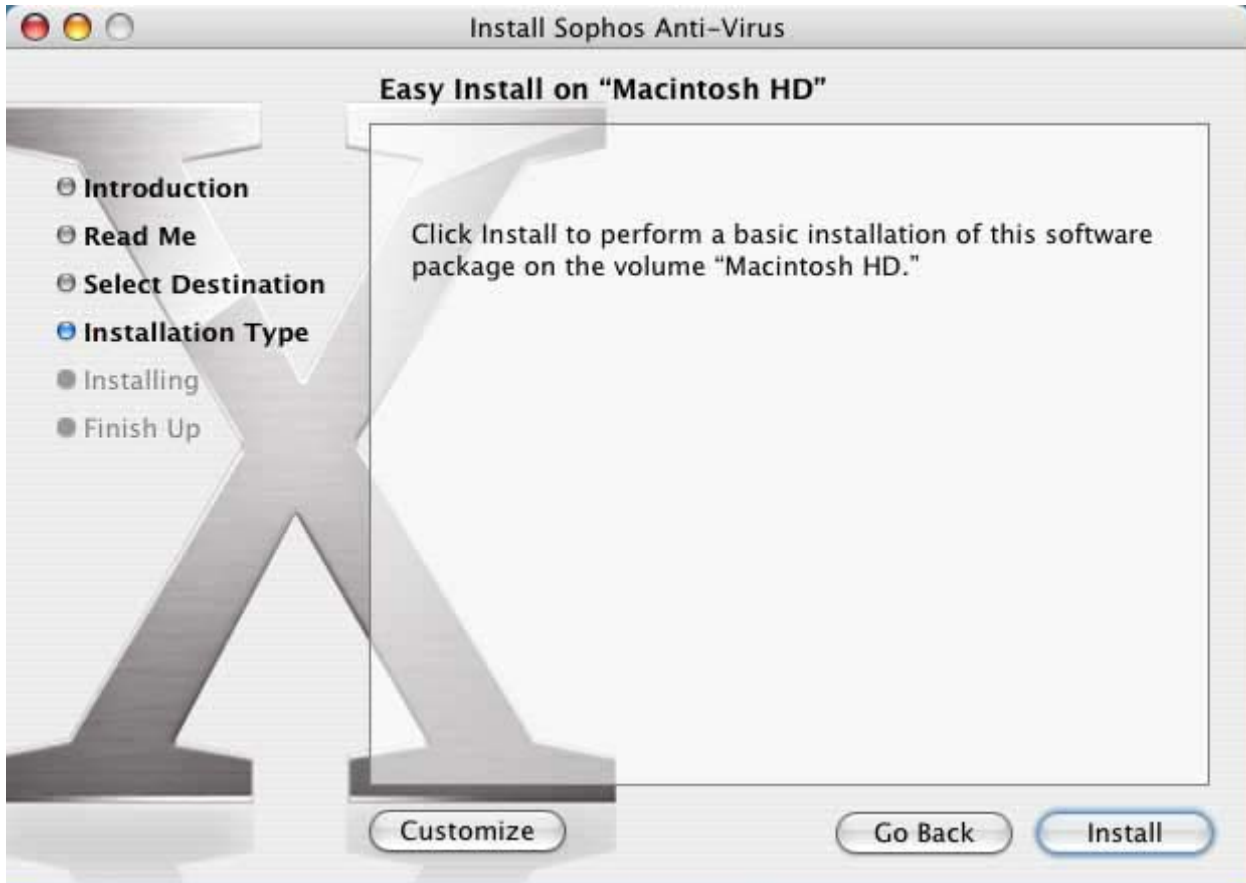 Install Sophos Anti-Virus
Easy Install on “Macintosh HD”
Introduction
Read Me
Select Destination
Installation Type
Installing
Finish Up
Click Install to perform a basic installation of this software
package on the volume “Macintosh HD.”
Customize
Go Back
Install